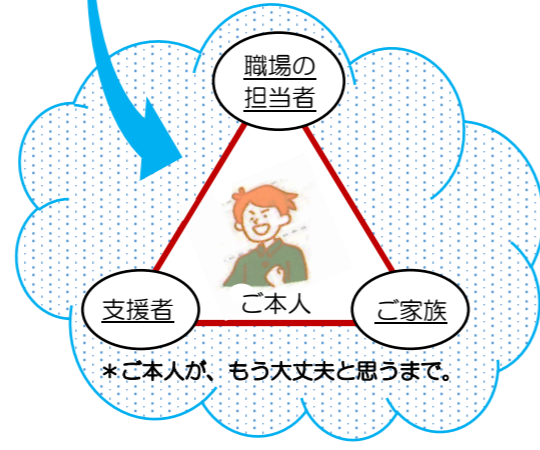 職場の
担当者
ご本人
支援者
ご家族
*ご本人が、もう大丈夫と思うまで。